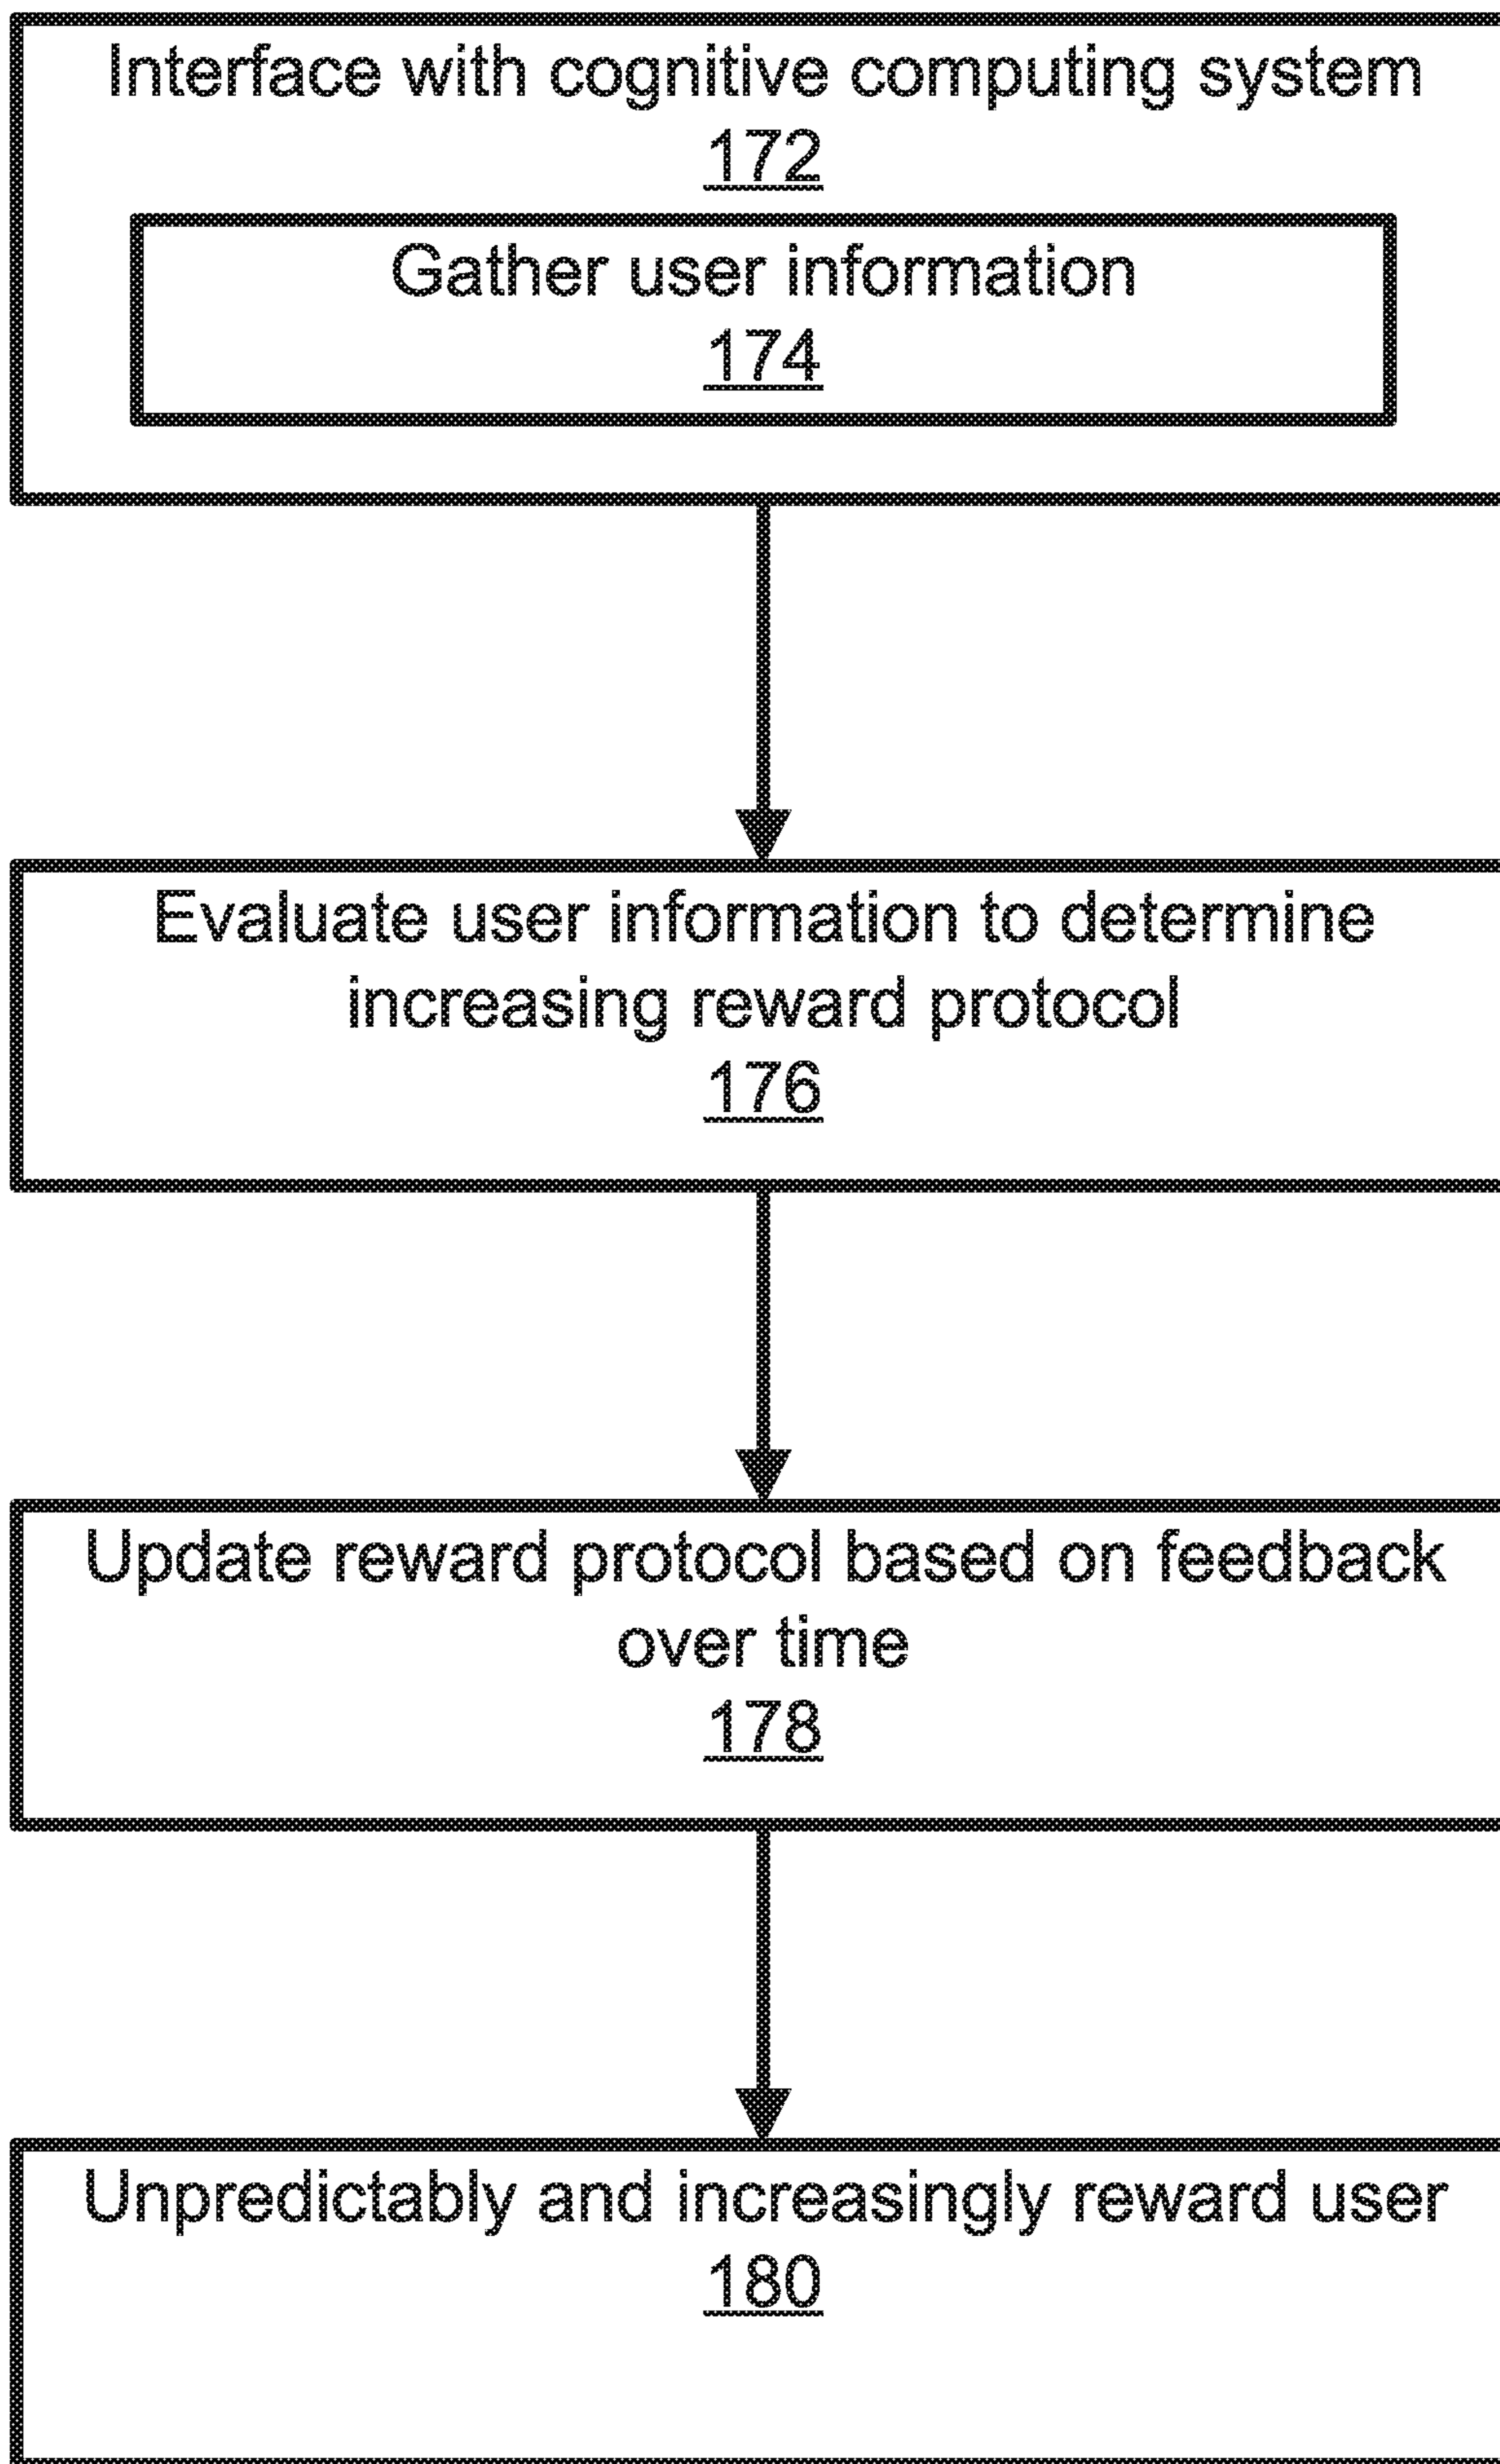 Interface with cognitive computing system
172
Gather user information
174
Evaluate user information to determine
increasing reward protocol
176
Update reward protocol based on feedback
over time
178
Unpredictably and increasingly reward user
180